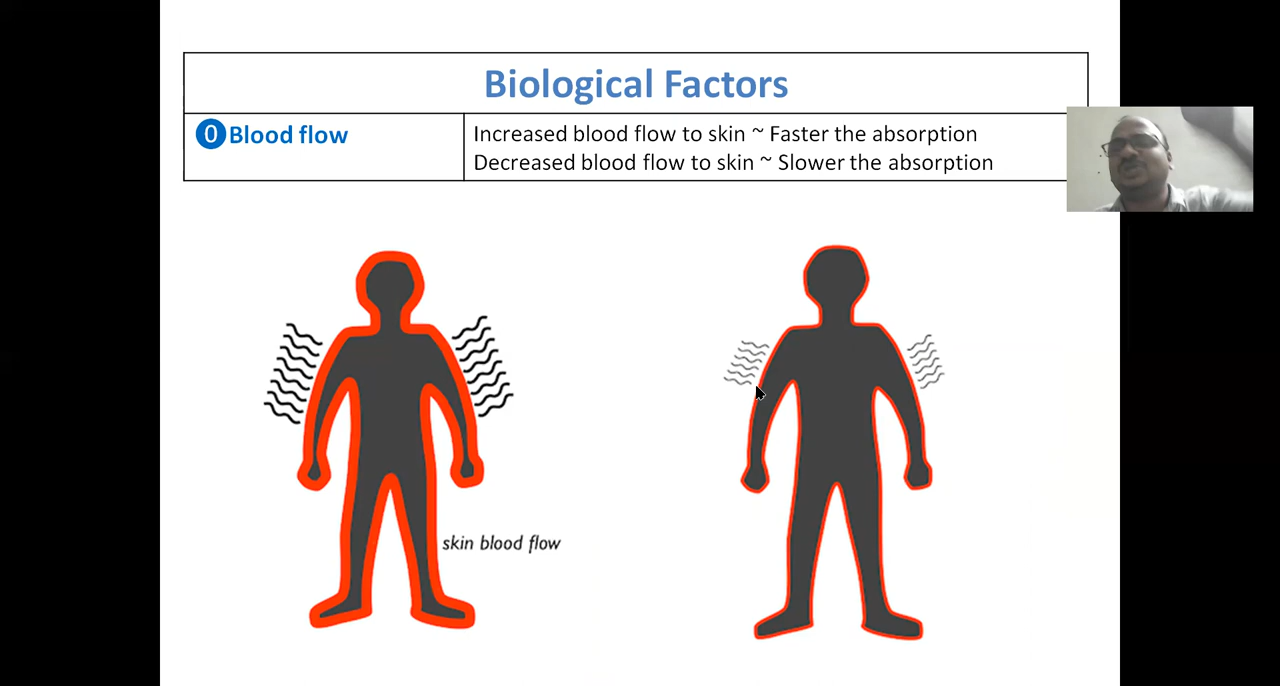 Biological Factors
0 Blood flow
Increased blood flow to skin ~ Faster the absorption
Decreased blood flow to skin ~ Slower the absorption
skin blood flow